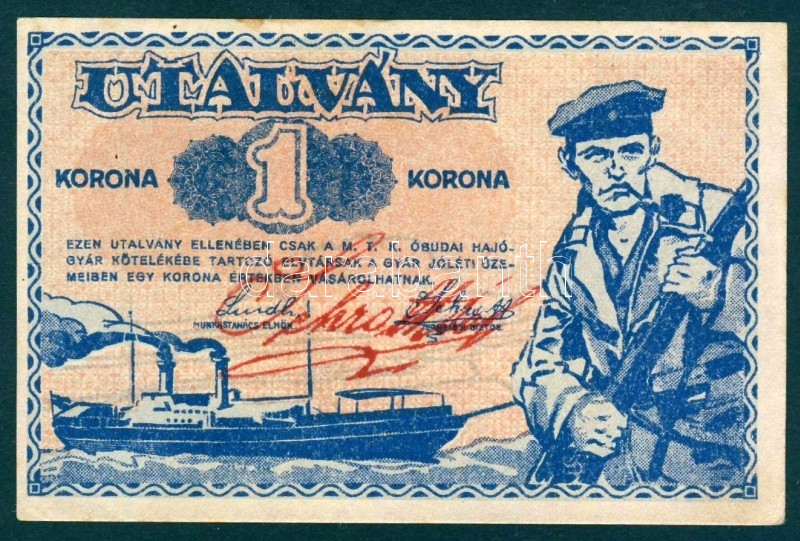 UTALVÁNY
KORONA 1 KORONA
EZEN UTALVÁNY ELLENÉBEN CSAK A M. T. K. ÓBUDAI HAJÓ-
GYÁR KÖTELÉKÉBE TARTOZÓ ELVTÁRSAK A GYÁR JÓLÉTI ÜZE-
MEIBEN EGY KORONA ÉRTÉKBEN VÁSÁROLHATNAK.
MUNKÁSTANÁCS ELNÖK
darabanth